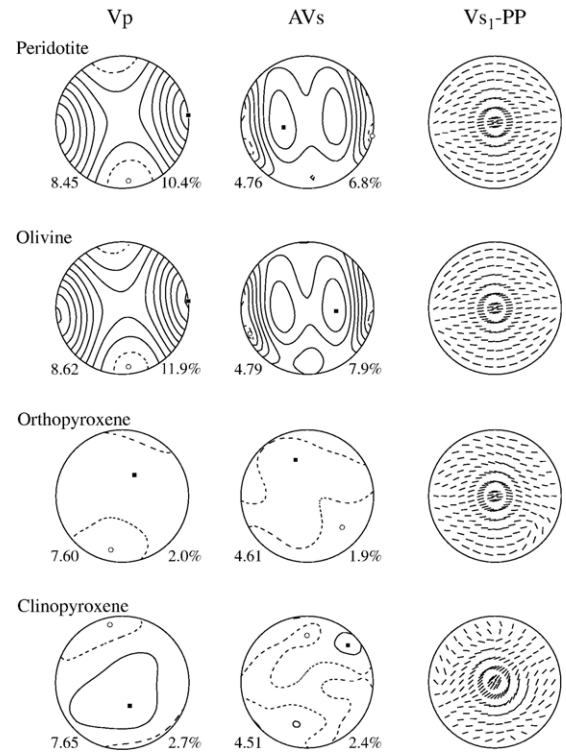 Vp AVs Vs₁-PP
Peridotite
8.45 10.4% 4.76 6.8%
Olivine
8.62 11.9% 4.79 7.9%
Orthopyroxene
7.60 2.0% 4.61 1.9%
Clinopyroxene
7.65 2.7% 4.51 2.4%